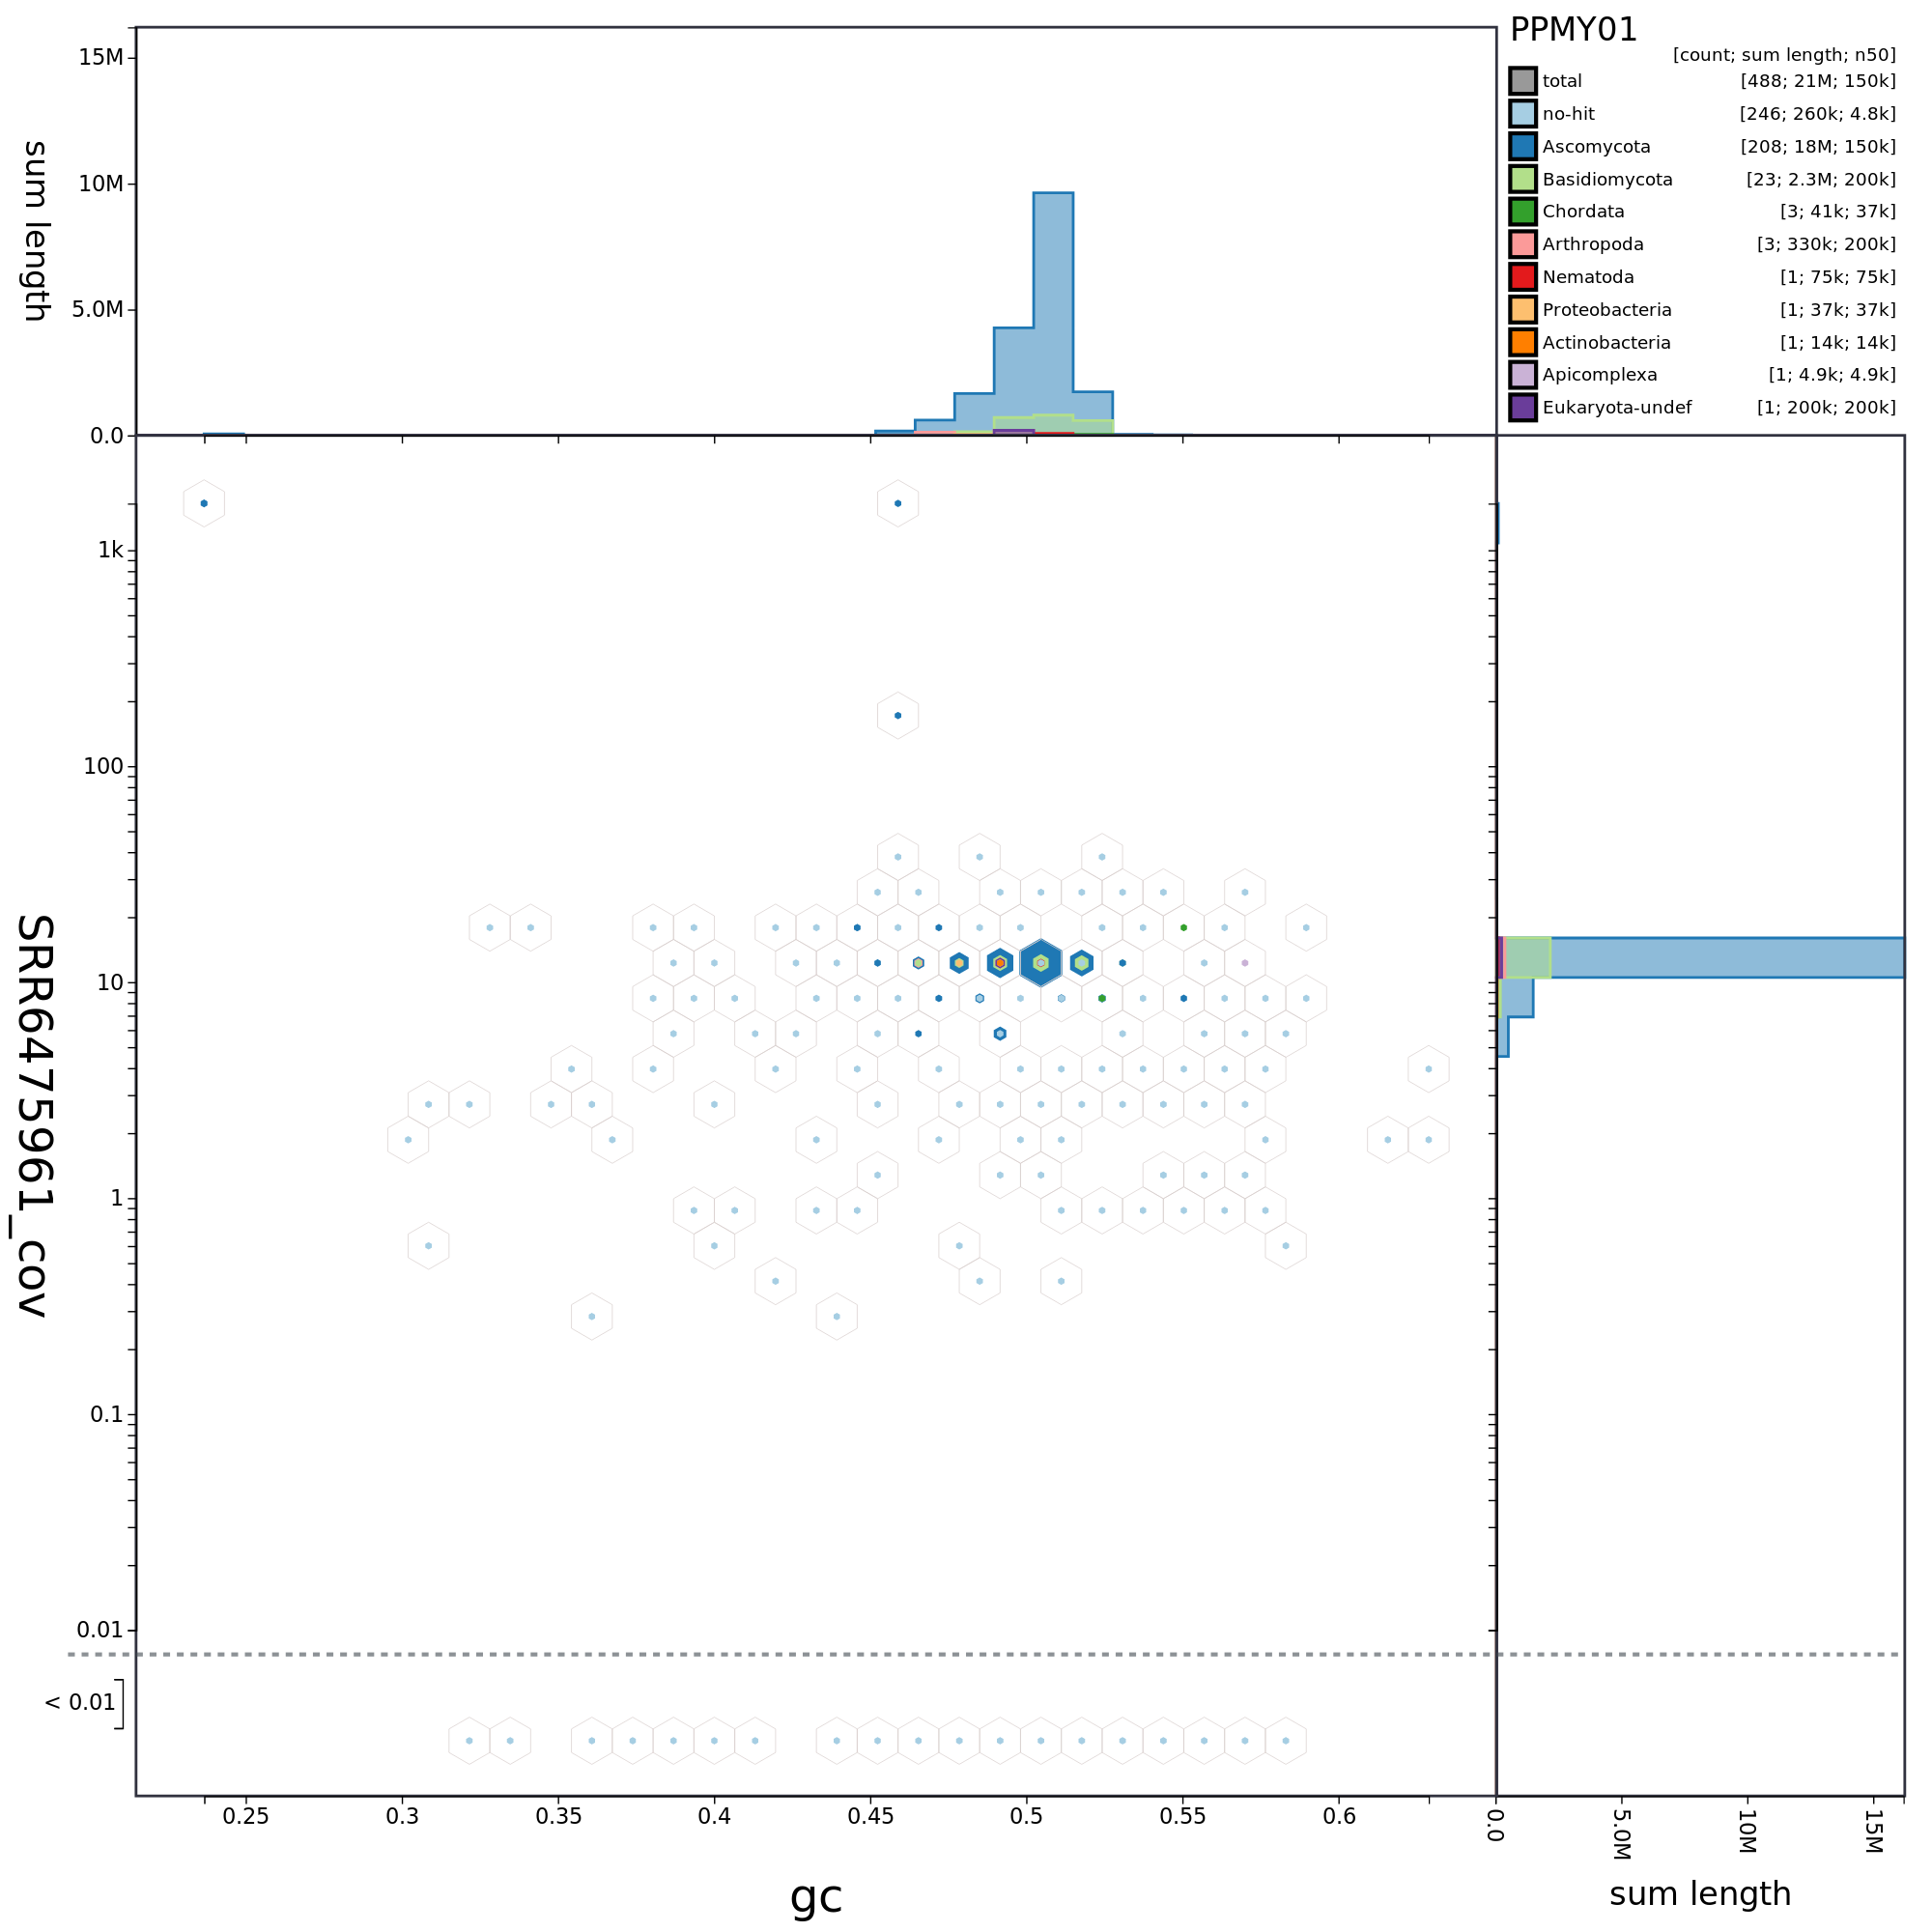 PPMY01
[count; sum length; n50]
total [488; 21M; 150k]
no-hit [246; 260k; 4.8k]
Ascomycota [208; 18M; 150k]
Basidiomycota [23; 2.3M; 200k]
Chordata [3; 41k; 37k]
Arthropoda [3; 330k; 200k]
Nematoda [1; 75k; 75k]
Proteobacteria [1; 37k; 37k]
Actinobacteria [1; 14k; 14k]
Apicomplexa [1; 4.9k; 4.9k]
Eukaryota-undef [1; 200k; 200k]
sum length
15M
10M
5.0M
0.0
SRR6475961_cov
1k
100
10
1
0.1
0.01
< 0.01
0.25 0.3 0.35 0.4 0.45 0.5 0.55 0.6
gc
0.0 5.0M 10M 15M
sum length